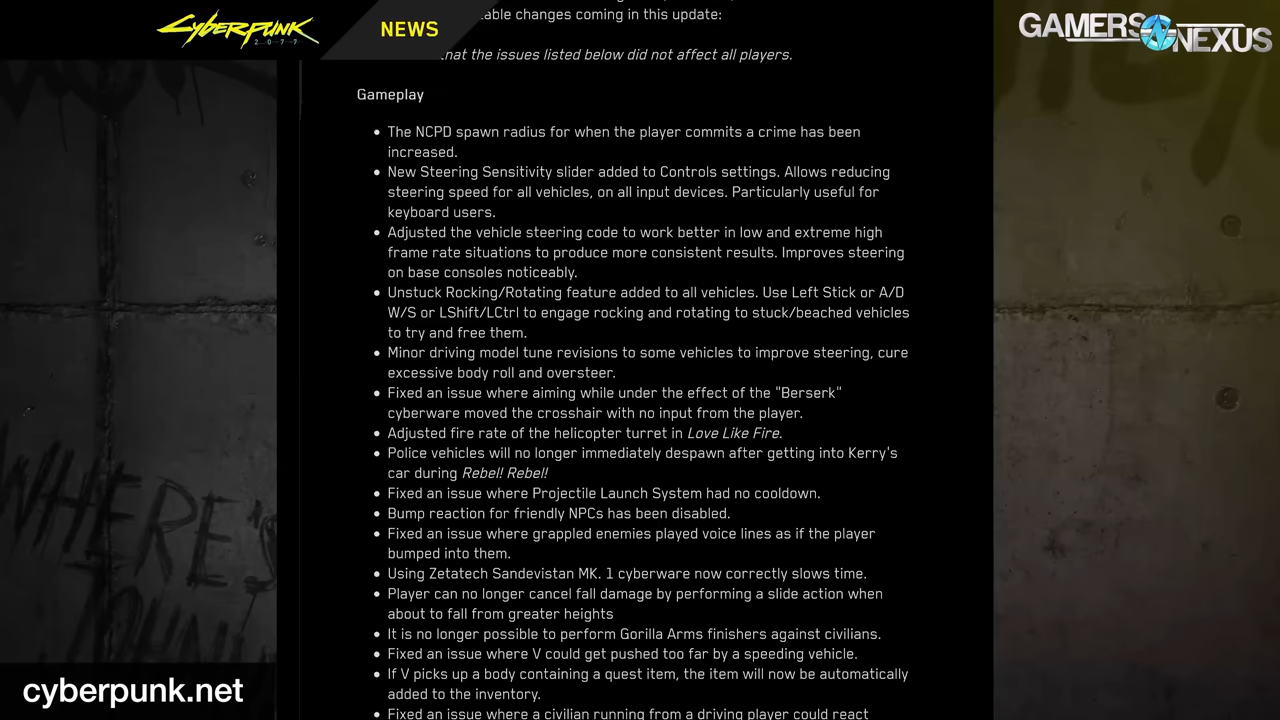 Cyberpunk
2077
NEWS
GAMERS NEXUS
table changes coming in this update:
that the issues listed below did not affect all players.
Gameplay
• The NCPD spawn radius for when the player commits a crime has been
increased.
• New Steering Sensitivity slider added to Controls settings. Allows reducing
steering speed for all vehicles, on all input devices. Particularly useful for
keyboard users.
• Adjusted the vehicle steering code to work better in low and extreme high
frame rate situations to produce more consistent results. Improves steering
on base consoles noticeably.
• Unstuck Rocking/Rotating feature added to all vehicles. Use Left Stick or A/D
W/S or LShift/LCtrl to engage rocking and rotating to stuck/beached vehicles
to try and free them.
• Minor driving model tune revisions to some vehicles to improve steering, cure
excessive body roll and oversteer.
• Fixed an issue where aiming while under the effect of the "Berserk"
cyberware moved the crosshair with no input from the player.
• Adjusted fire rate of the helicopter turret in Love Like Fire.
• Police vehicles will no longer immediately despawn after getting into Kerry's
car during Rebel! Rebel!
• Fixed an issue where Projectile Launch System had no cooldown.
• Bump reaction for friendly NPCs has been disabled.
• Fixed an issue where grappled enemies played voice lines as if the player
bumped into them.
• Using Zetatech Sandevistan MK. 1 cyberware now correctly slows time.
• Player can no longer cancel fall damage by performing a slide action when
about to fall from greater heights
• It is no longer possible to perform Gorilla Arms finishers against civilians.
• Fixed an issue where V could get pushed too far by a speeding vehicle.
• If V picks up a body containing a quest item, the item will now be automatically
added to the inventory.
• Fixed an issue where a civilian running from a driving player could react
WHERE'S
cyberpunk.net